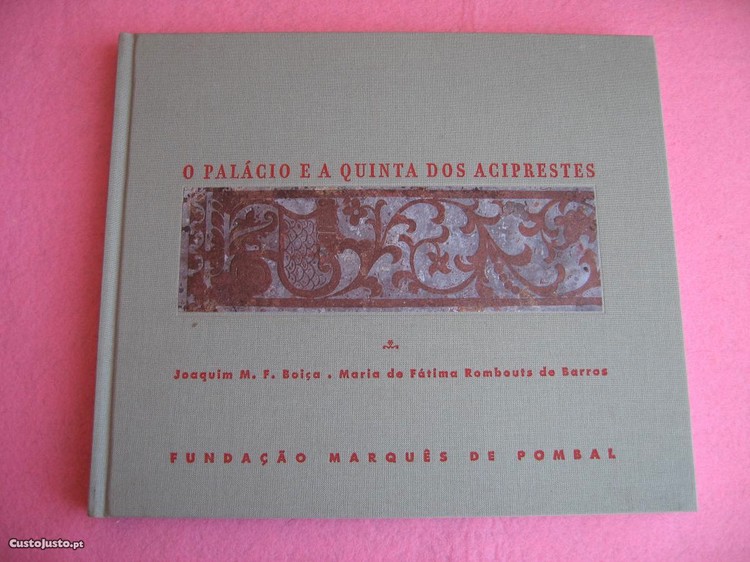 O PALÁCIO E A QUINTA DOS ACIPRESTES
Joaquim M. F. Boiça . Maria de Fátima Rombouts de Barros
FUNDAÇÃO MARQUÊS DE POMBAL
CustoJusto.pt